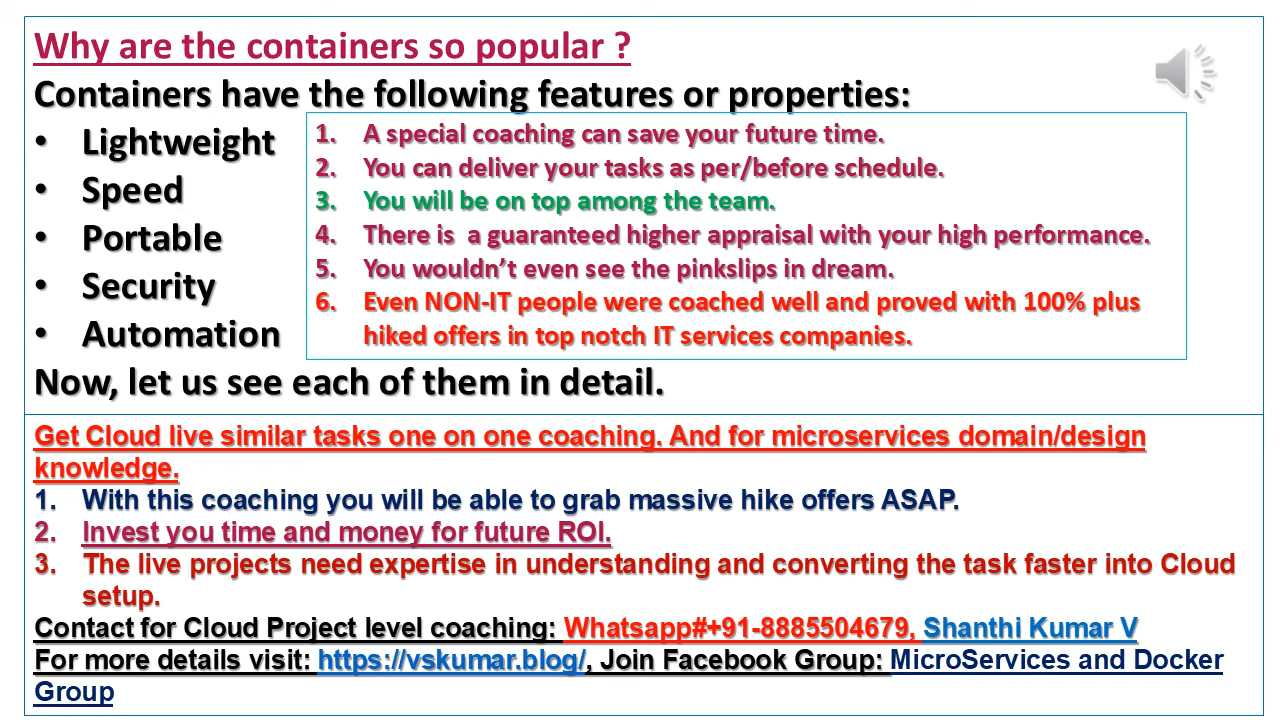 Why are the containers so popular ?
Containers have the following features or properties:
• Lightweight
• Speed
• Portable
• Security
• Automation
1. A special coaching can save your future time.
2. You can deliver your tasks as per/before schedule.
3. You will be on top among the team.
4. There is  a guaranteed higher appraisal with your high performance.
5. You wouldn’t even see the pinkslips in dream.
6. Even NON-IT people were coached well and proved with 100% plus
hiked offers in top notch IT services companies.
Now, let us see each of them in detail.
Get Cloud live similar tasks one on one coaching. And for microservices domain/design
knowledge.
1. With this coaching you will be able to grab massive hike offers ASAP.
2. Invest you time and money for future ROI.
3. The live projects need expertise in understanding and converting the task faster into Cloud
setup.
Contact for Cloud Project level coaching: Whatsapp#+91-8885504679, Shanthi Kumar V
For more details visit: https://vskumar.blog/, Join Facebook Group: MicroServices and Docker
Group